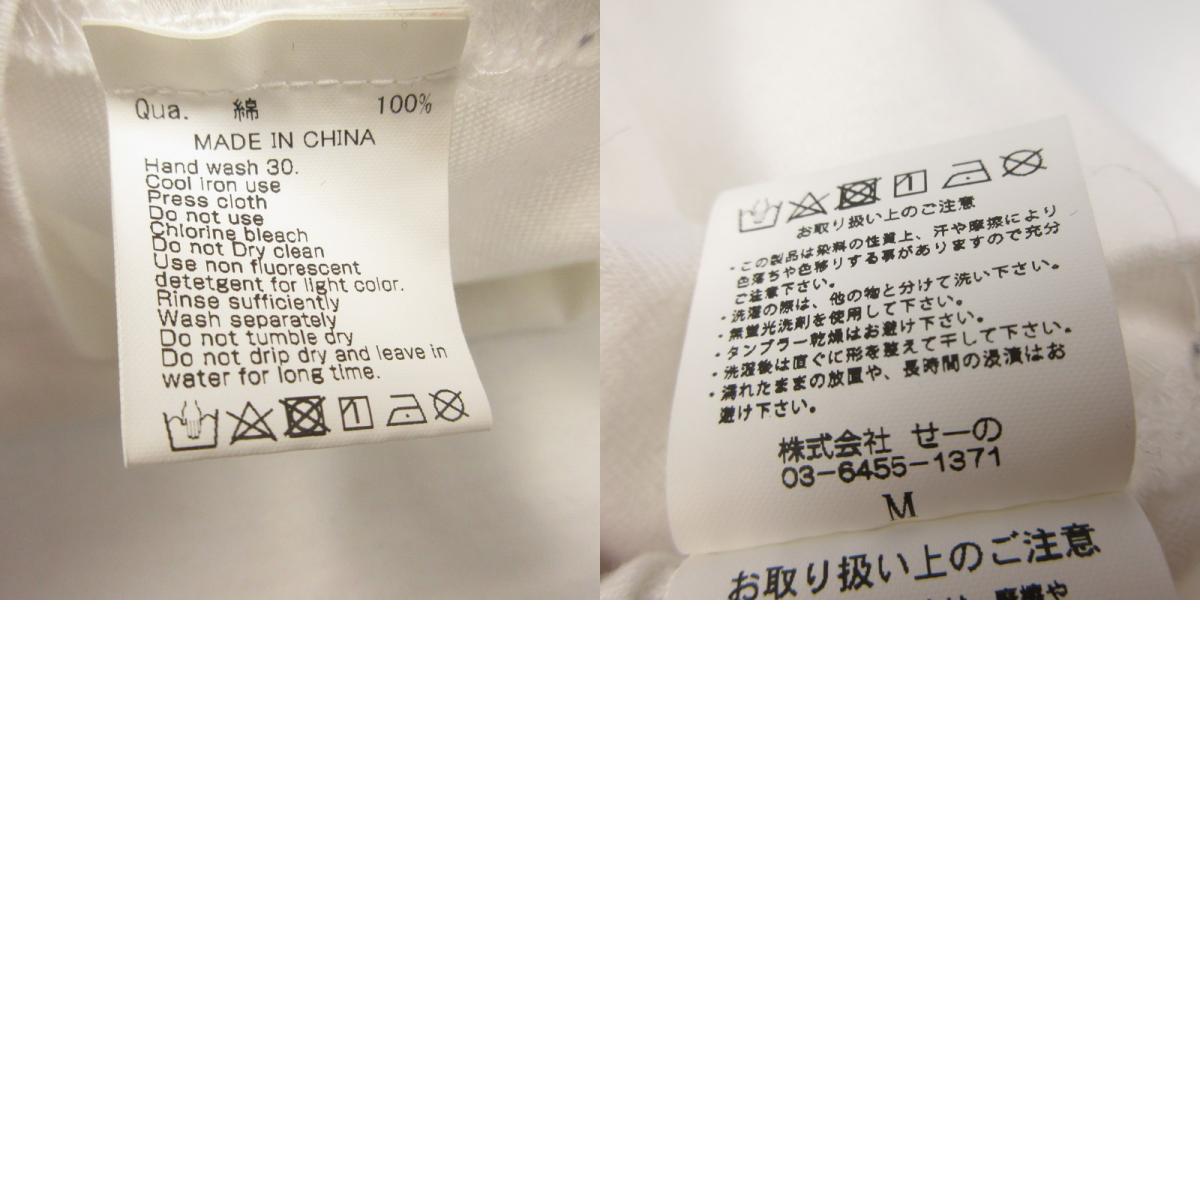 Qua. 綿 100%
MADE IN CHINA
Hand wash 30.
Cool iron use
Press cloth
Do not use
Chlorine bleach
Do not Dry clean
Use non fluorescent
detetgent for light color.
Rinse sufficiently
Wash separately
Do not tumble dry
Do not drip dry and leave in
water for long time.
お取り扱い上のご注意
・この製品は染料の性質上、汗や摩擦により
色落ちや色移りする事がありますので充分
ご注意下さい。
・洗濯の際は、他の物と分けて洗い下さい。
・無蛍光洗剤を使用して下さい。
・タンブラー乾燥はお避け下さい。
・洗濯後は直ぐに形を整えて干して下さい。
・濡れたままの放置や、長時間の浸漬はお
避け下さい。
株式会社 せーの
03-6455-1371
M
お取り扱い上のご注意
摩擦や